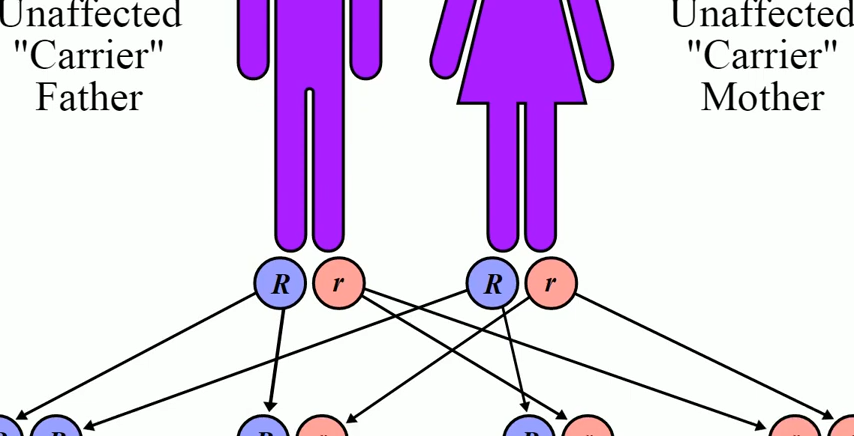 Unaffected
"Carrier"
Father
Unaffected
"Carrier"
Mother
R r R r